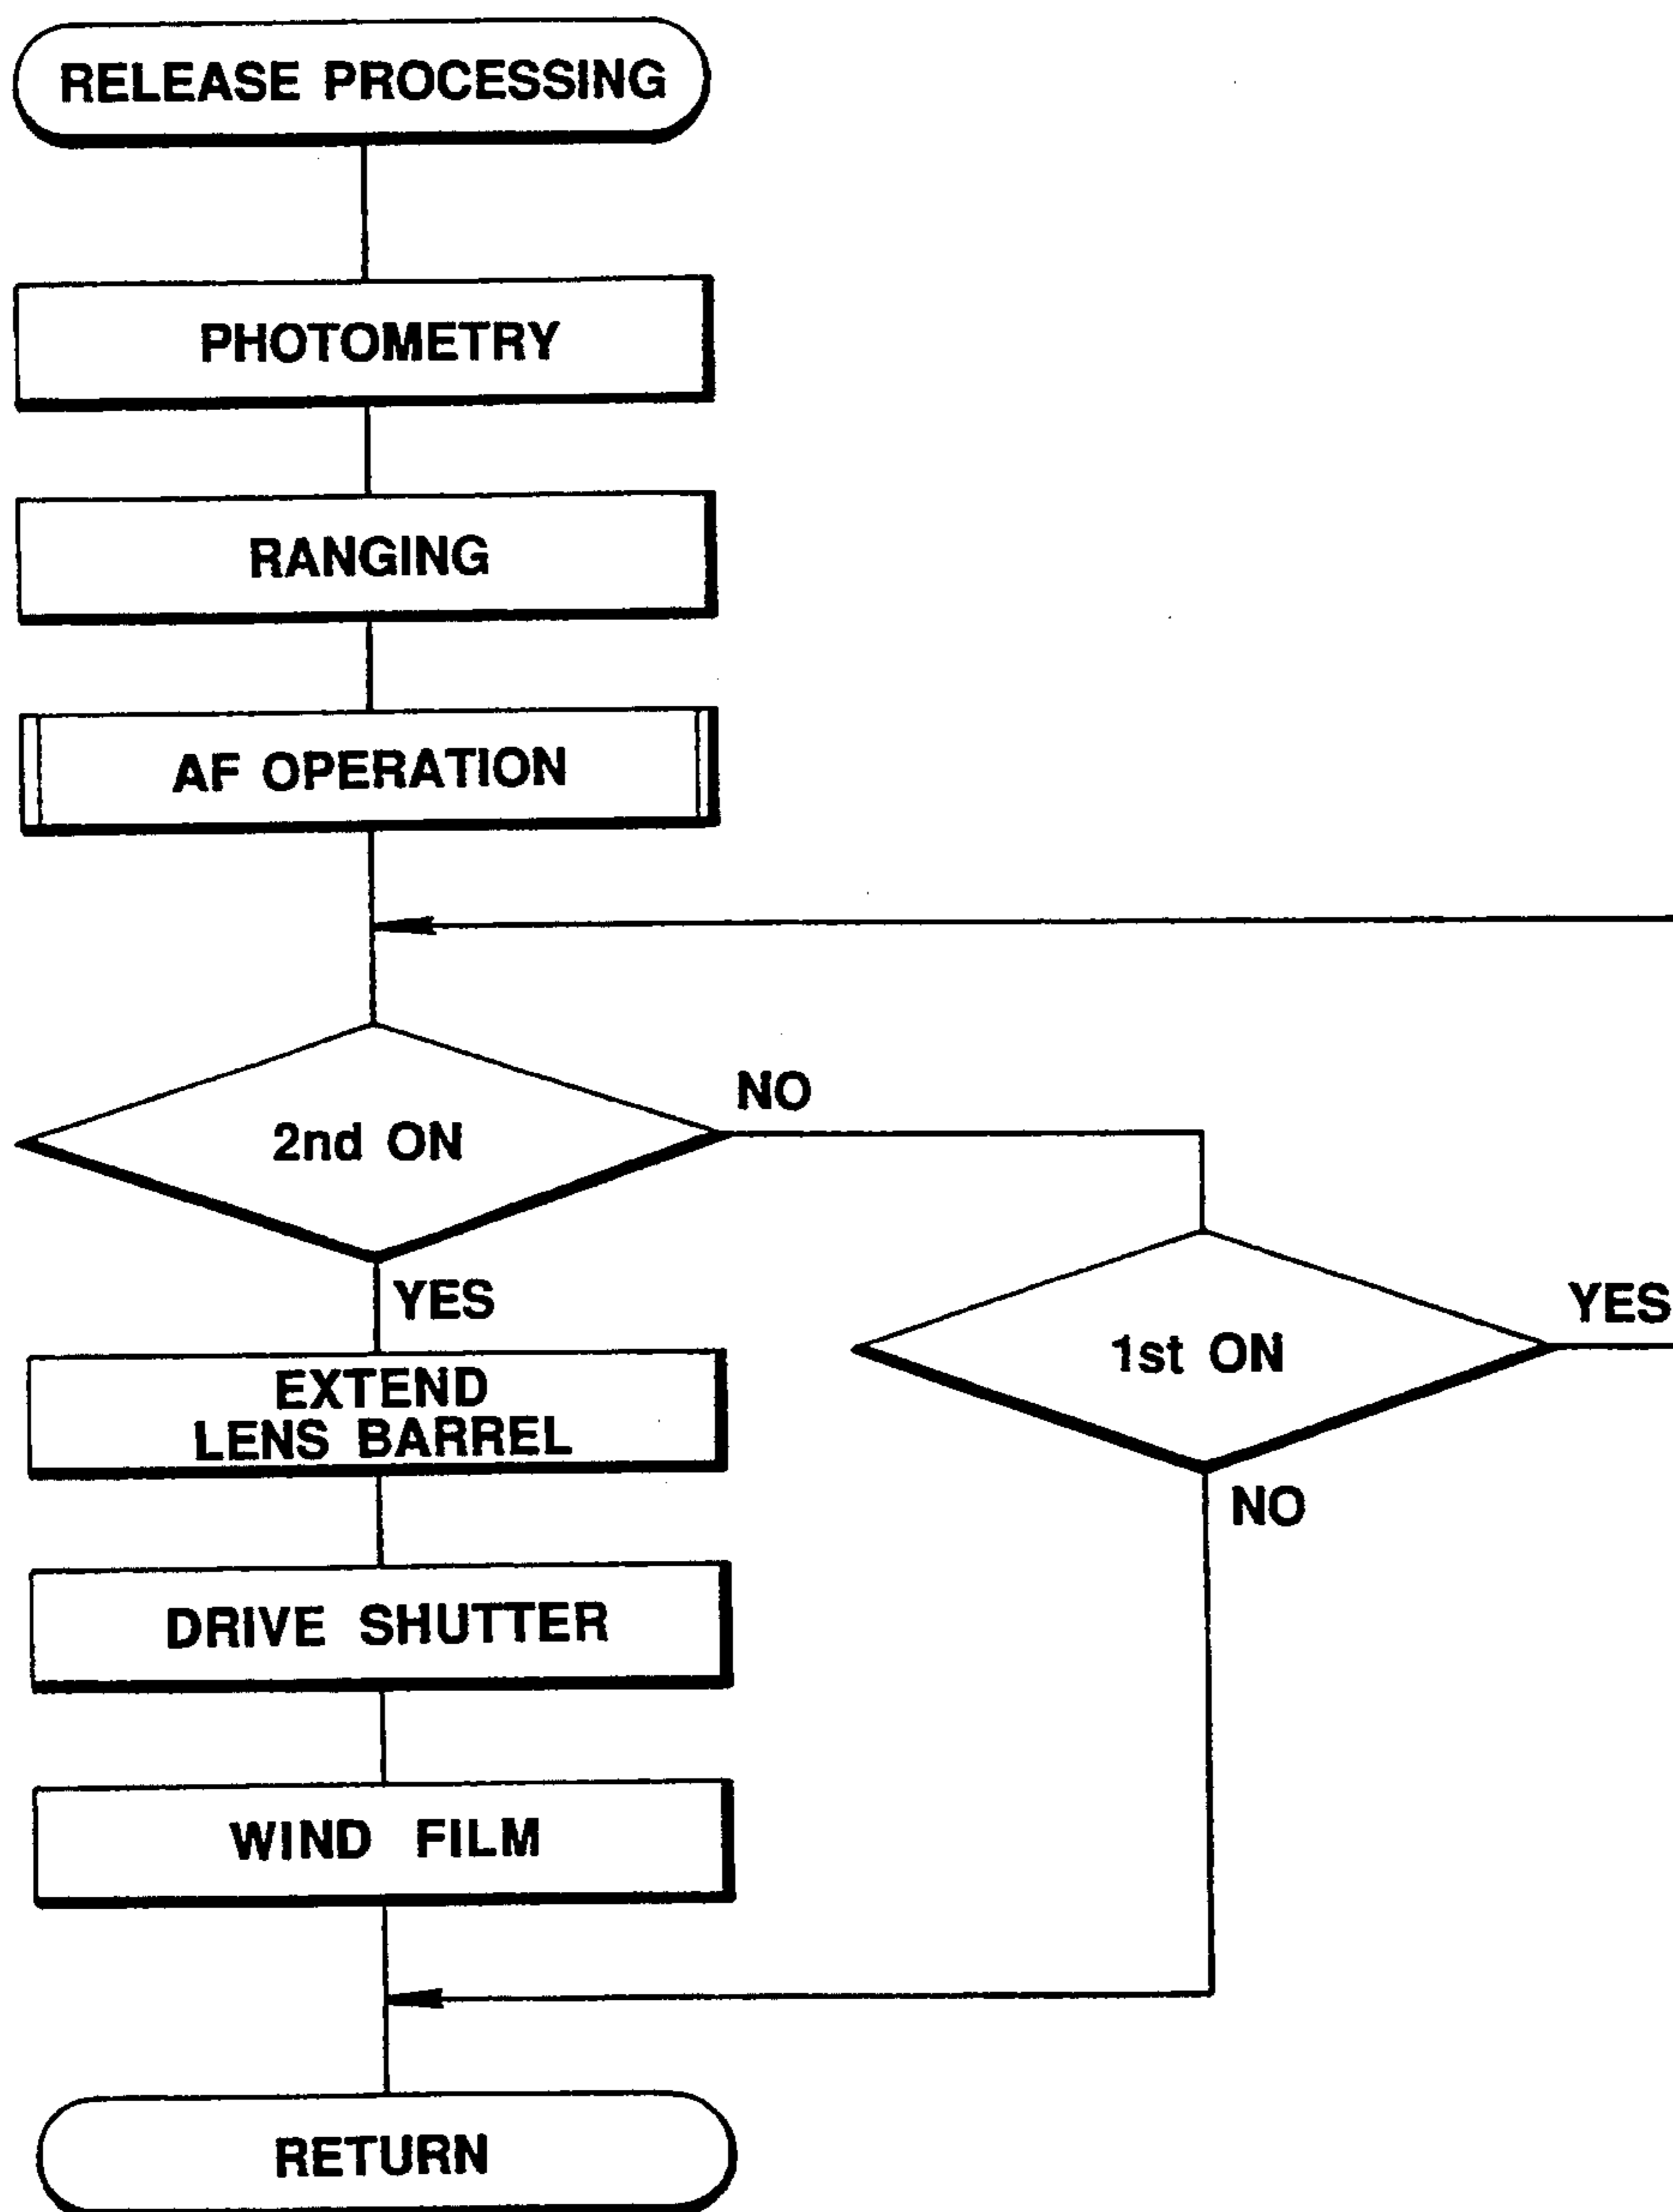 RELEASE PROCESSING
PHOTOMETRY
RANGING
AF OPERATION
2nd ON
NO
YES
1st ON
YES
NO
EXTEND
LENS BARREL
DRIVE SHUTTER
WIND FILM
RETURN